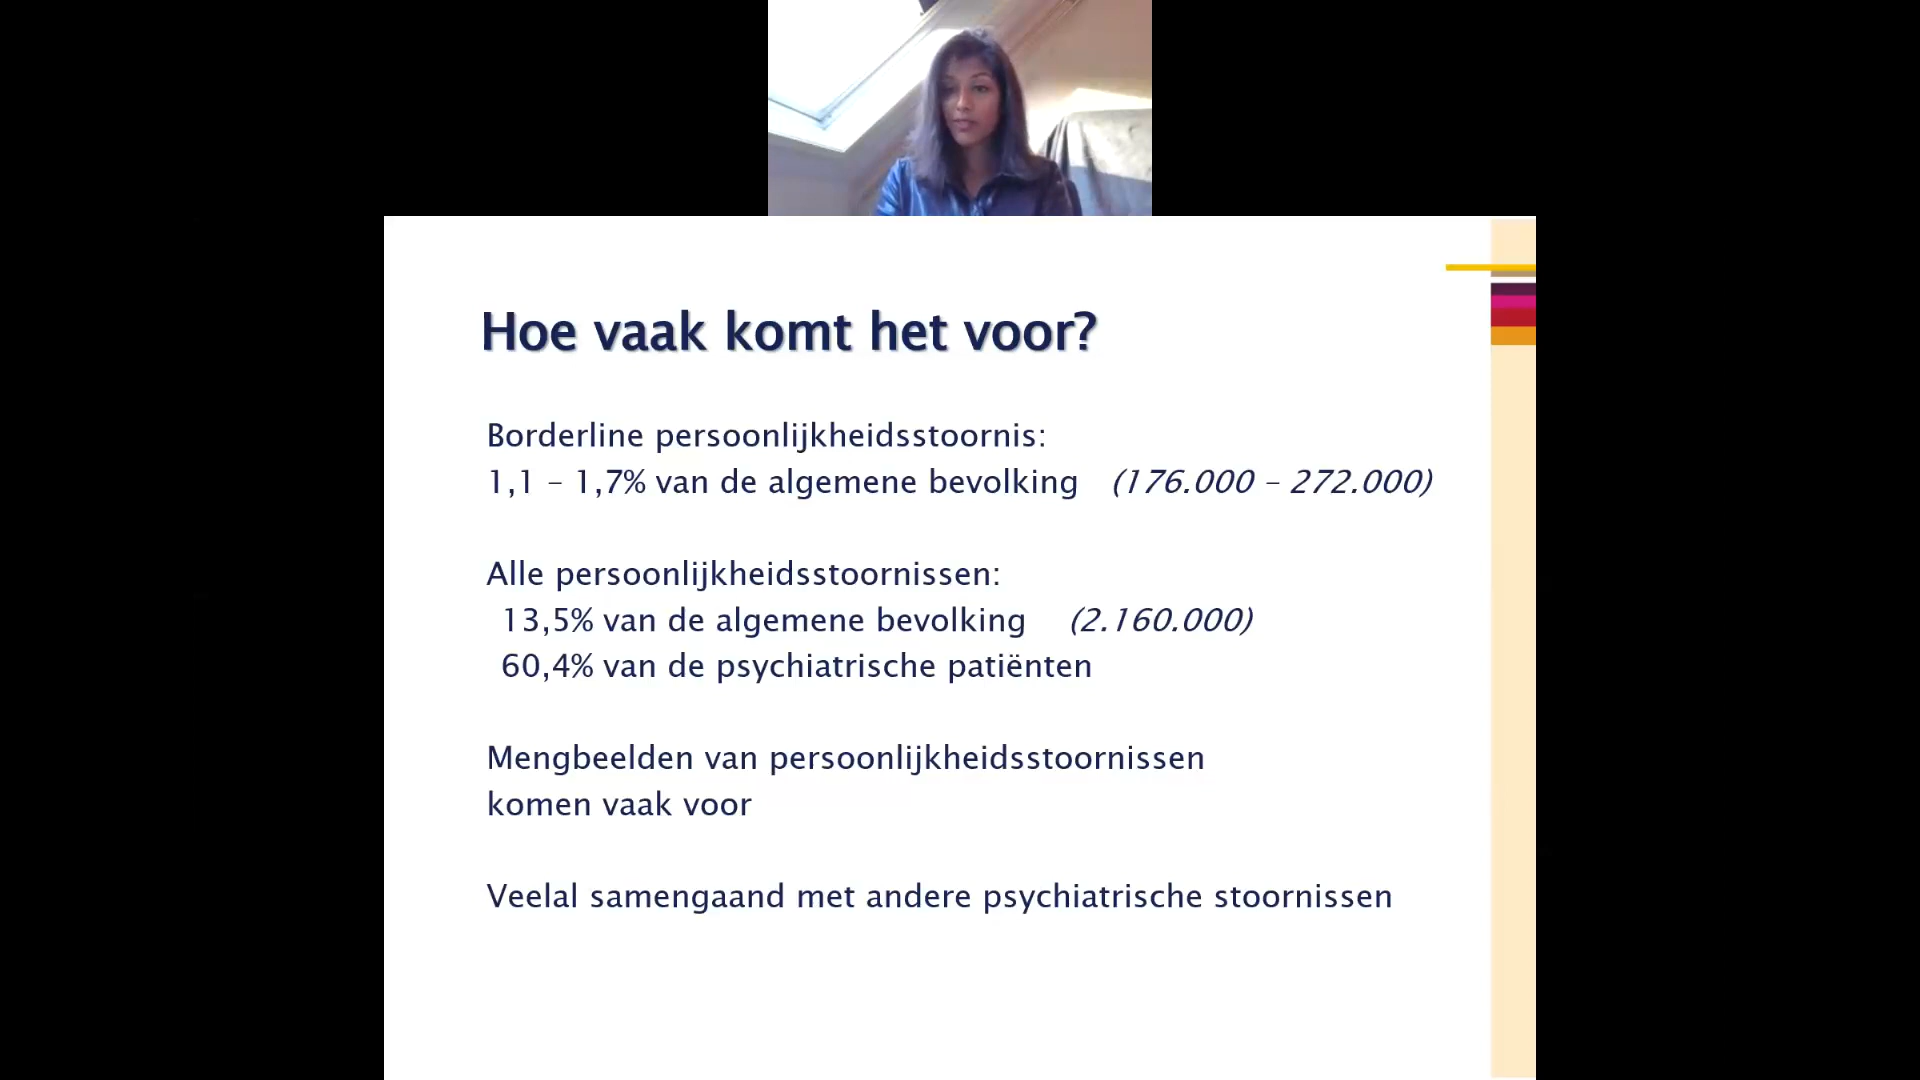 Hoe vaak komt het voor?
Borderline persoonlijkheidsstoornis:
1,1 – 1,7% van de algemene bevolking (176.000 – 272.000)
Alle persoonlijkheidsstoornissen:
13,5% van de algemene bevolking (2.160.000)
60,4% van de psychiatrische patiënten
Mengbeelden van persoonlijkheidsstoornissen
komen vaak voor
Veelal samengaand met andere psychiatrische stoornissen